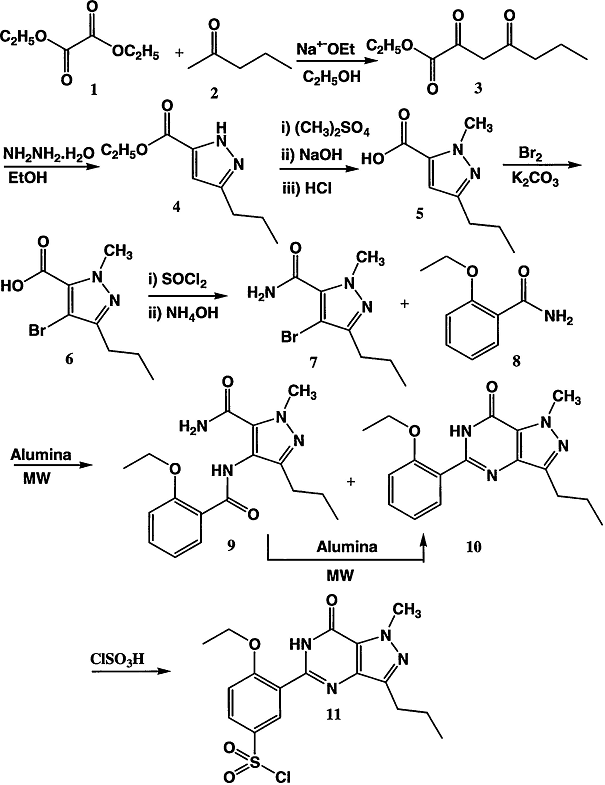 O
C₂H₅O
OC₂H₅
O
1
+
O
2
Na⁺⁻OEt
C₂H₅OH
O O
C₂H₅O
O
3
NH₂NH₂.H₂O
EtOH
O
C₂H₅O
H
N
N
4
i) (CH₃)₂SO₄
ii) NaOH
iii) HCl
O
HO
CH₃
N
N
5
Br₂
K₂CO₃
O
HO
CH₃
N
N
Br
6
i) SOCl₂
ii) NH₄OH
O
H₂N
CH₃
N
N
Br
7
+
O
O
NH₂
8
Alumina
MW
O
H₂N
CH₃
N
N
HN
O
O
9
+
O
HN
CH₃
N
N
N
O
10
Alumina
MW
ClSO₃H
O
HN
CH₃
N
N
N
O
11
O
S
O
Cl